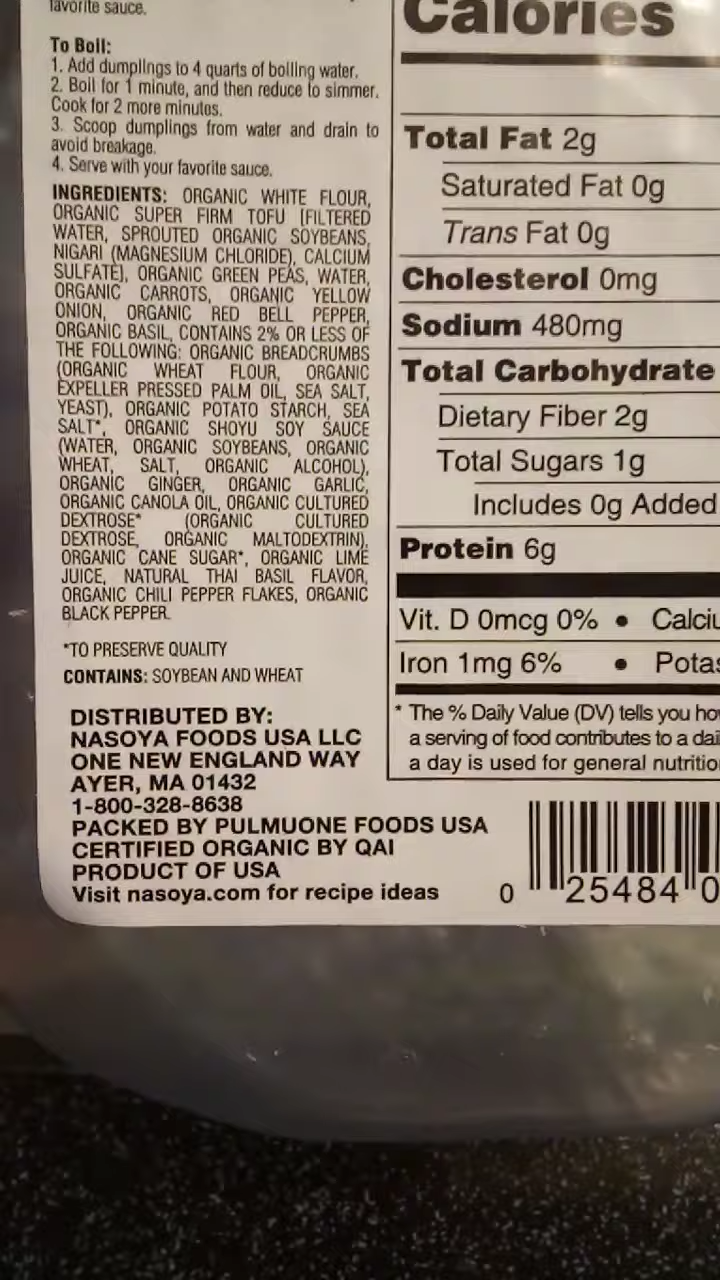 favorite sauce.
To Boil:
1. Add dumplings to 4 quarts of boiling water.
2. Boil for 1 minute, and then reduce to simmer.
Cook for 2 more minutes.
3. Scoop dumplings from water and drain to
avoid breakage.
4. Serve with your favorite sauce.
INGREDIENTS: ORGANIC WHITE FLOUR,
ORGANIC SUPER FIRM TOFU [FILTERED
WATER, SPROUTED ORGANIC SOYBEANS,
NIGARI (MAGNESIUM CHLORIDE), CALCIUM
SULFATE], ORGANIC GREEN PEAS, WATER,
ORGANIC CARROTS, ORGANIC YELLOW
ONION, ORGANIC RED BELL PEPPER,
ORGANIC BASIL, CONTAINS 2% OR LESS OF
THE FOLLOWING: ORGANIC BREADCRUMBS
(ORGANIC WHEAT FLOUR, ORGANIC
EXPELLER PRESSED PALM OIL, SEA SALT,
YEAST), ORGANIC POTATO STARCH, SEA
SALT*, ORGANIC SHOYU SOY SAUCE
(WATER, ORGANIC SOYBEANS, ORGANIC
WHEAT, SALT, ORGANIC ALCOHOL),
ORGANIC GINGER, ORGANIC GARLIC,
ORGANIC CANOLA OIL, ORGANIC CULTURED
DEXTROSE* (ORGANIC CULTURED
DEXTROSE, ORGANIC MALTODEXTRIN),
ORGANIC CANE SUGAR*, ORGANIC LIME
JUICE, NATURAL THAI BASIL FLAVOR,
ORGANIC CHILI PEPPER FLAKES, ORGANIC
BLACK PEPPER.
*TO PRESERVE QUALITY
CONTAINS: SOYBEAN AND WHEAT
DISTRIBUTED BY:
NASOYA FOODS USA LLC
ONE NEW ENGLAND WAY
AYER, MA 01432
1-800-328-8638
PACKED BY PULMUONE FOODS USA
CERTIFIED ORGANIC BY QAI
PRODUCT OF USA
Visit nasoya.com for recipe ideas
Calories
Total Fat 2g
Saturated Fat 0g
Trans Fat 0g
Cholesterol 0mg
Sodium 480mg
Total Carbohydrate
Dietary Fiber 2g
Total Sugars 1g
Includes 0g Added
Protein 6g
Vit. D 0mcg 0% • Calciu
Iron 1mg 6% • Potas
* The % Daily Value (DV) tells you ho
a serving of food contributes to a dai
a day is used for general nutritio
0 25484 0